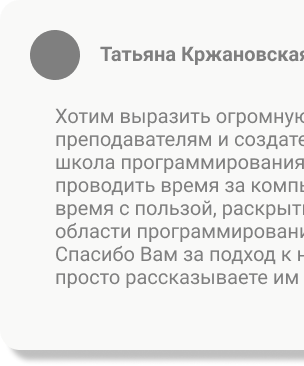 Татьяна Кржановская
Хотим выразить огромную
преподавателям и создате
школа программирования
проводить время за компь
время с пользой, раскрыт
области программировани
Спасибо Вам за подход к н
просто рассказываете им